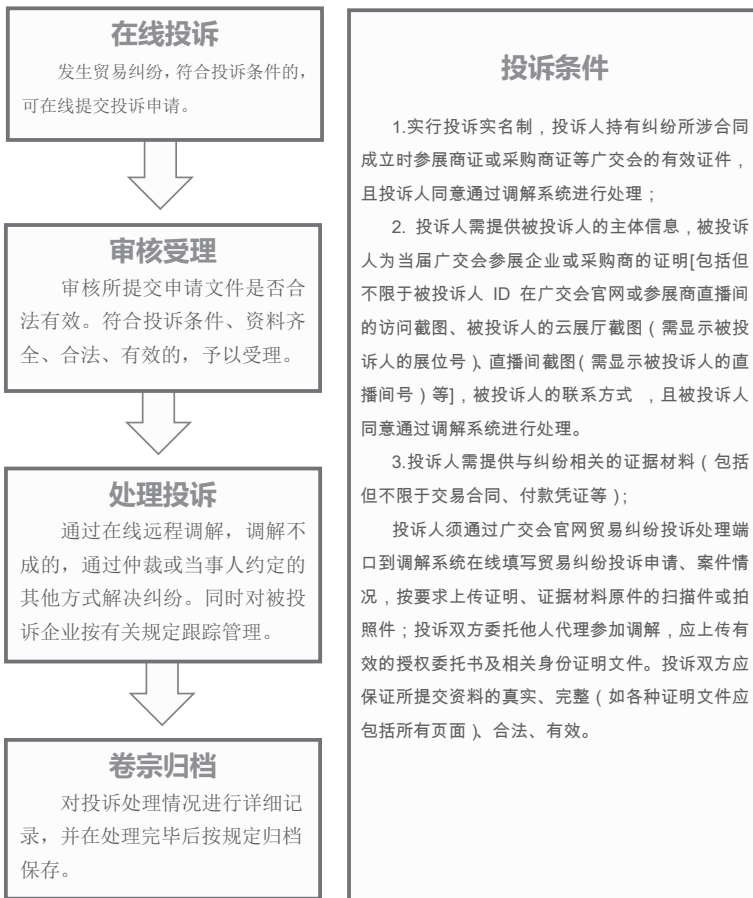 在线投诉
发生贸易纠纷，符合投诉条件的，
可在线提交投诉申请。
审核受理
审核所提交申请文件是否合
法有效。符合投诉条件、资料齐
全、合法、有效的，予以受理。
处理投诉
通过在线远程调解，调解不
成的，通过仲裁或当事人约定的
其他方式解决纠纷。同时对被投
诉企业按有关规定跟踪管理。
卷宗归档
对投诉处理情况进行详细记
录，并在处理完毕后按规定归档
保存。
投诉条件
1.实行投诉实名制，投诉人持有纠纷所涉合同
成立时参展商证或采购商证等广交会的有效证件，
且投诉人同意通过调解系统进行处理；
2. 投诉人需提供被投诉人的主体信息，被投诉
人为当届广交会参展企业或采购商的证明[包括但
不限于被投诉人 ID 在广交会官网或参展商直播间
的访问截图、被投诉人的云展厅截图（需显示被投
诉人的展位号）、直播间截图（需显示被投诉人的直
播间号）等]，被投诉人的联系方式 ，且被投诉人
同意通过调解系统进行处理。
3.投诉人需提供与纠纷相关的证据材料（包括
但不限于交易合同、付款凭证等）；
投诉人须通过广交会官网贸易纠纷投诉处理端
口到调解系统在线填写贸易纠纷投诉申请、案件情
况，按要求上传证明、证据材料原件的扫描件或拍
照件；投诉双方委托他人代理参加调解，应上传有
效的授权委托书及相关身份证明文件。投诉双方应
保证所提交资料的真实、完整（如各种证明文件应
包括所有页面）、合法、有效。